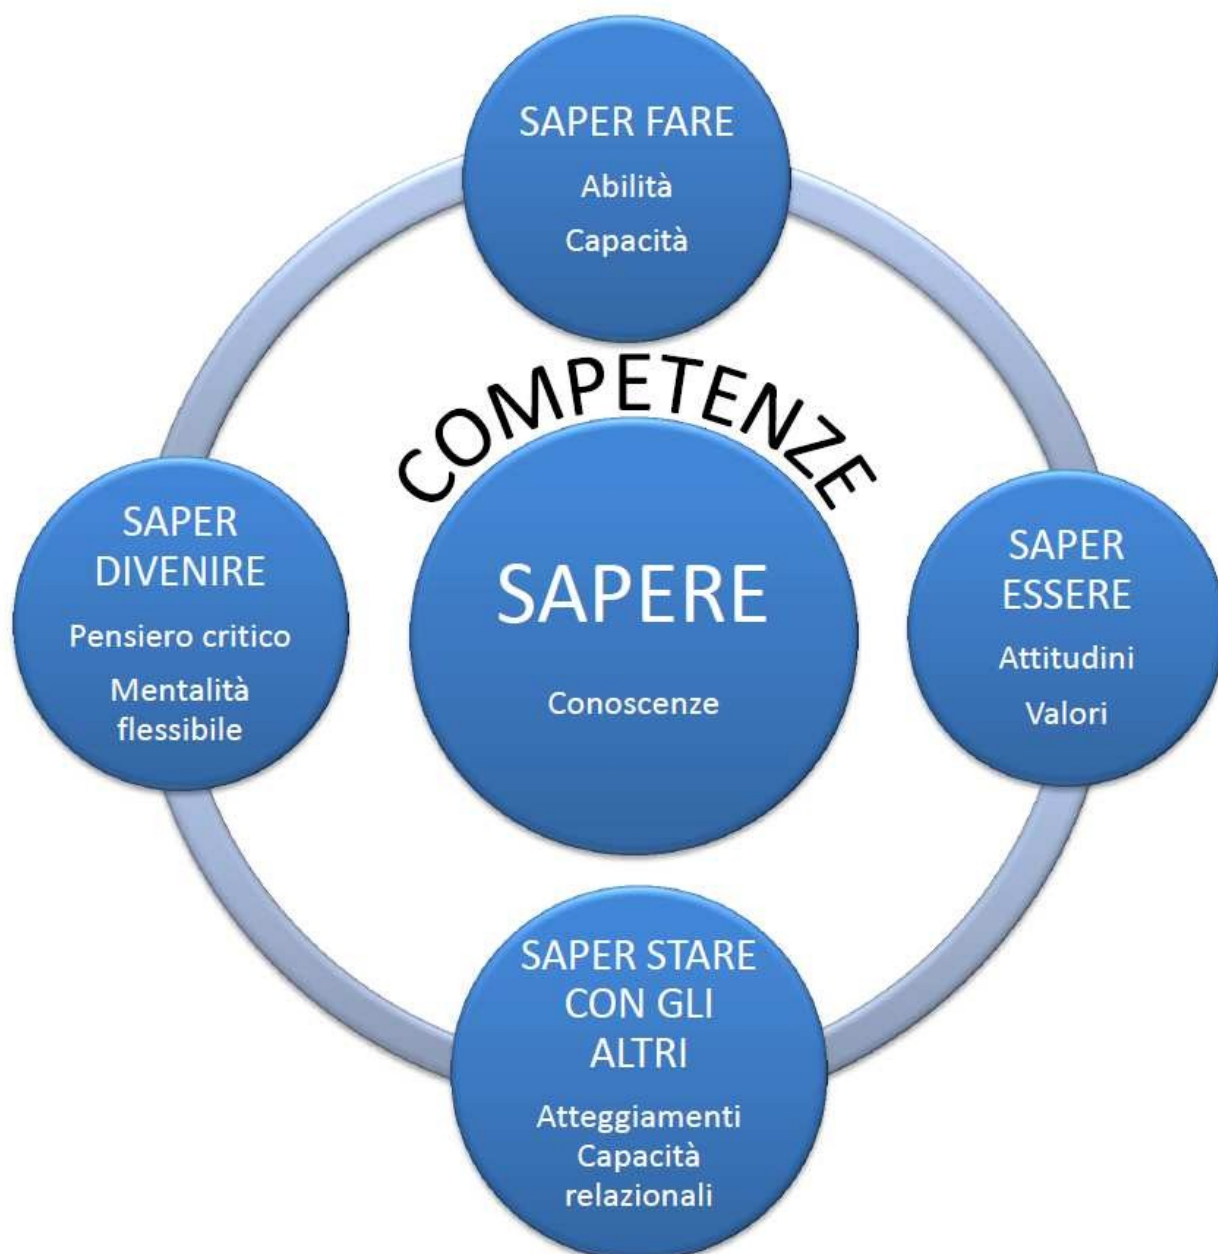 SAPER FARE
Abilità
Capacità
COMPETENZE
SAPER
DIVENIRE
Pensiero critico
Mentalità
flessibile
SAPERE
Conoscenze
SAPER
ESSERE
Attitudini
Valori
SAPER STARE
CON GLI
ALTRI
Atteggiamenti
Capacità
relazionali